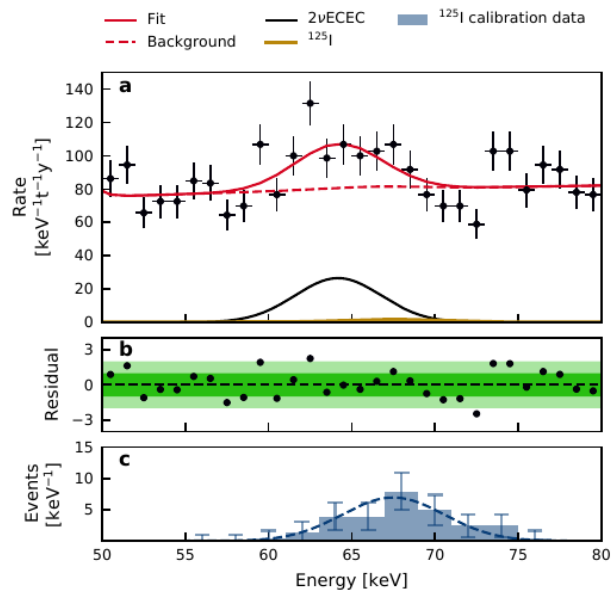 Fit
Background
2νECEC
¹²⁵I
¹²⁵I calibration data
a
140
120
100
80
60
40
20
0
Rate
[keV⁻¹t⁻¹y⁻¹]
b
3
0
−3
Residual
c
15
10
5
Events
[keV⁻¹]
50 55 60 65 70 75 80
Energy [keV]